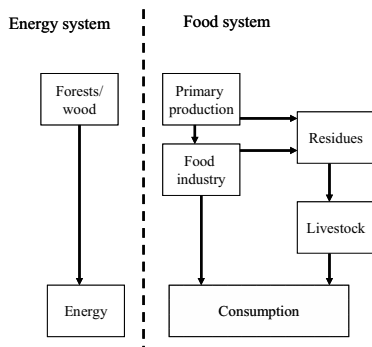 Energy system
Food system
Forests/
wood
Primary
production
Residues
Food
industry
Livestock
Energy
Consumption